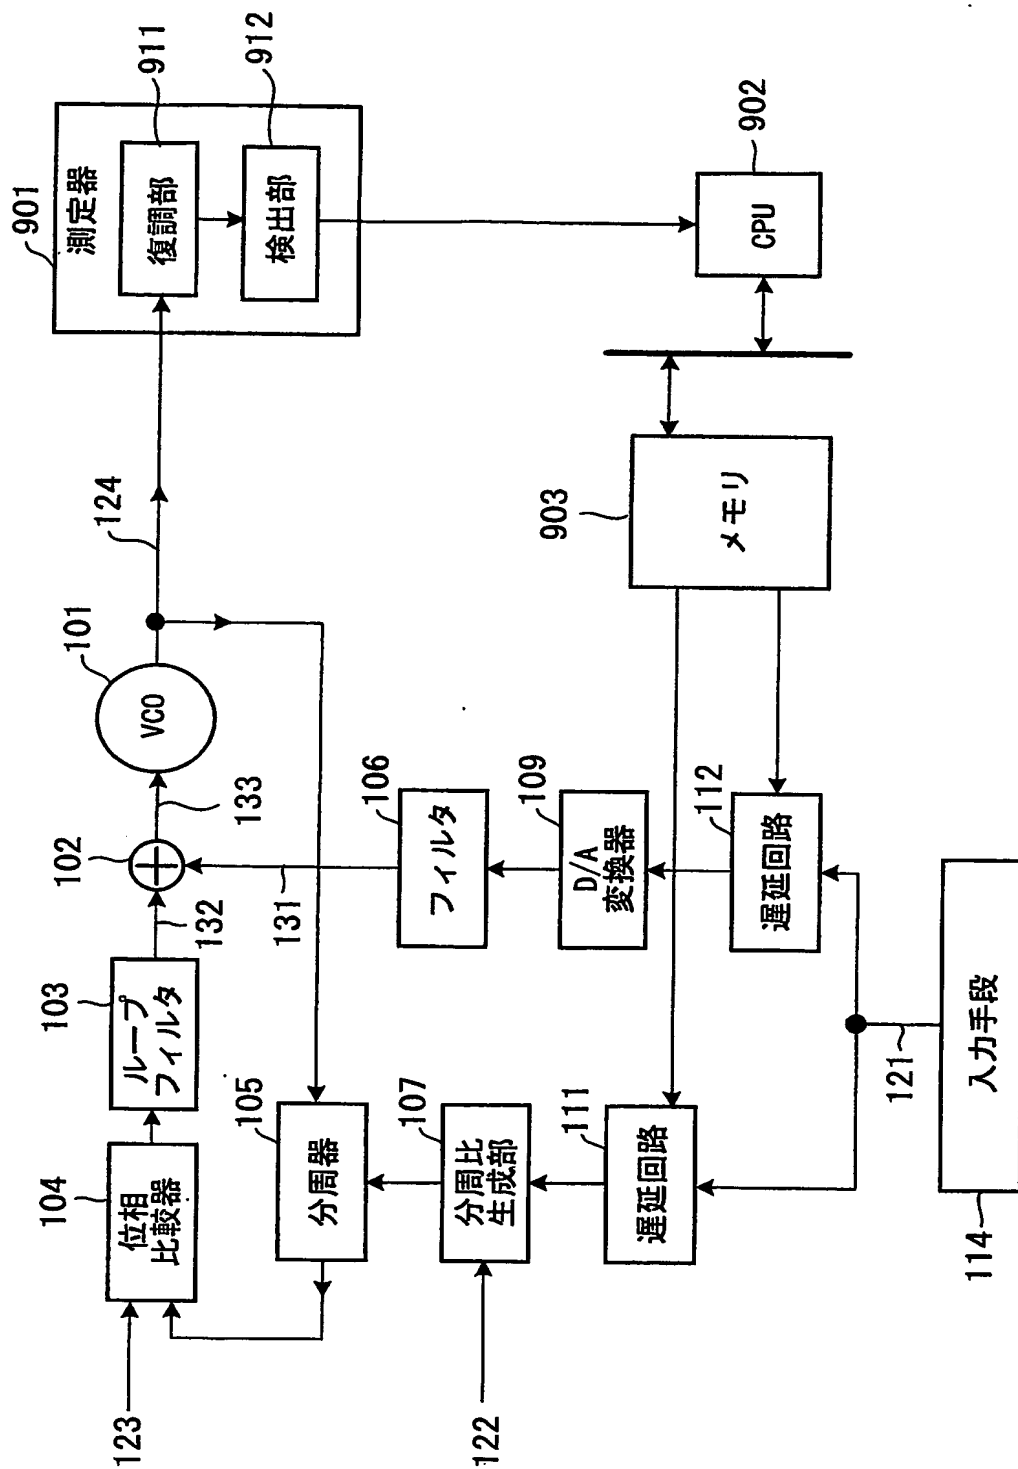 901
測定器
911
復調部
912
検出部
124
101
VCO
102
133
132
103
ループ
フィルタ
104
位相
比較器
123
131
105
分周器
106
フィルタ
107
分周比
生成部
122
109
D/A
変換器
111
遅延回路
112
遅延回路
902
CPU
903
メモリ
121
入力手段
114